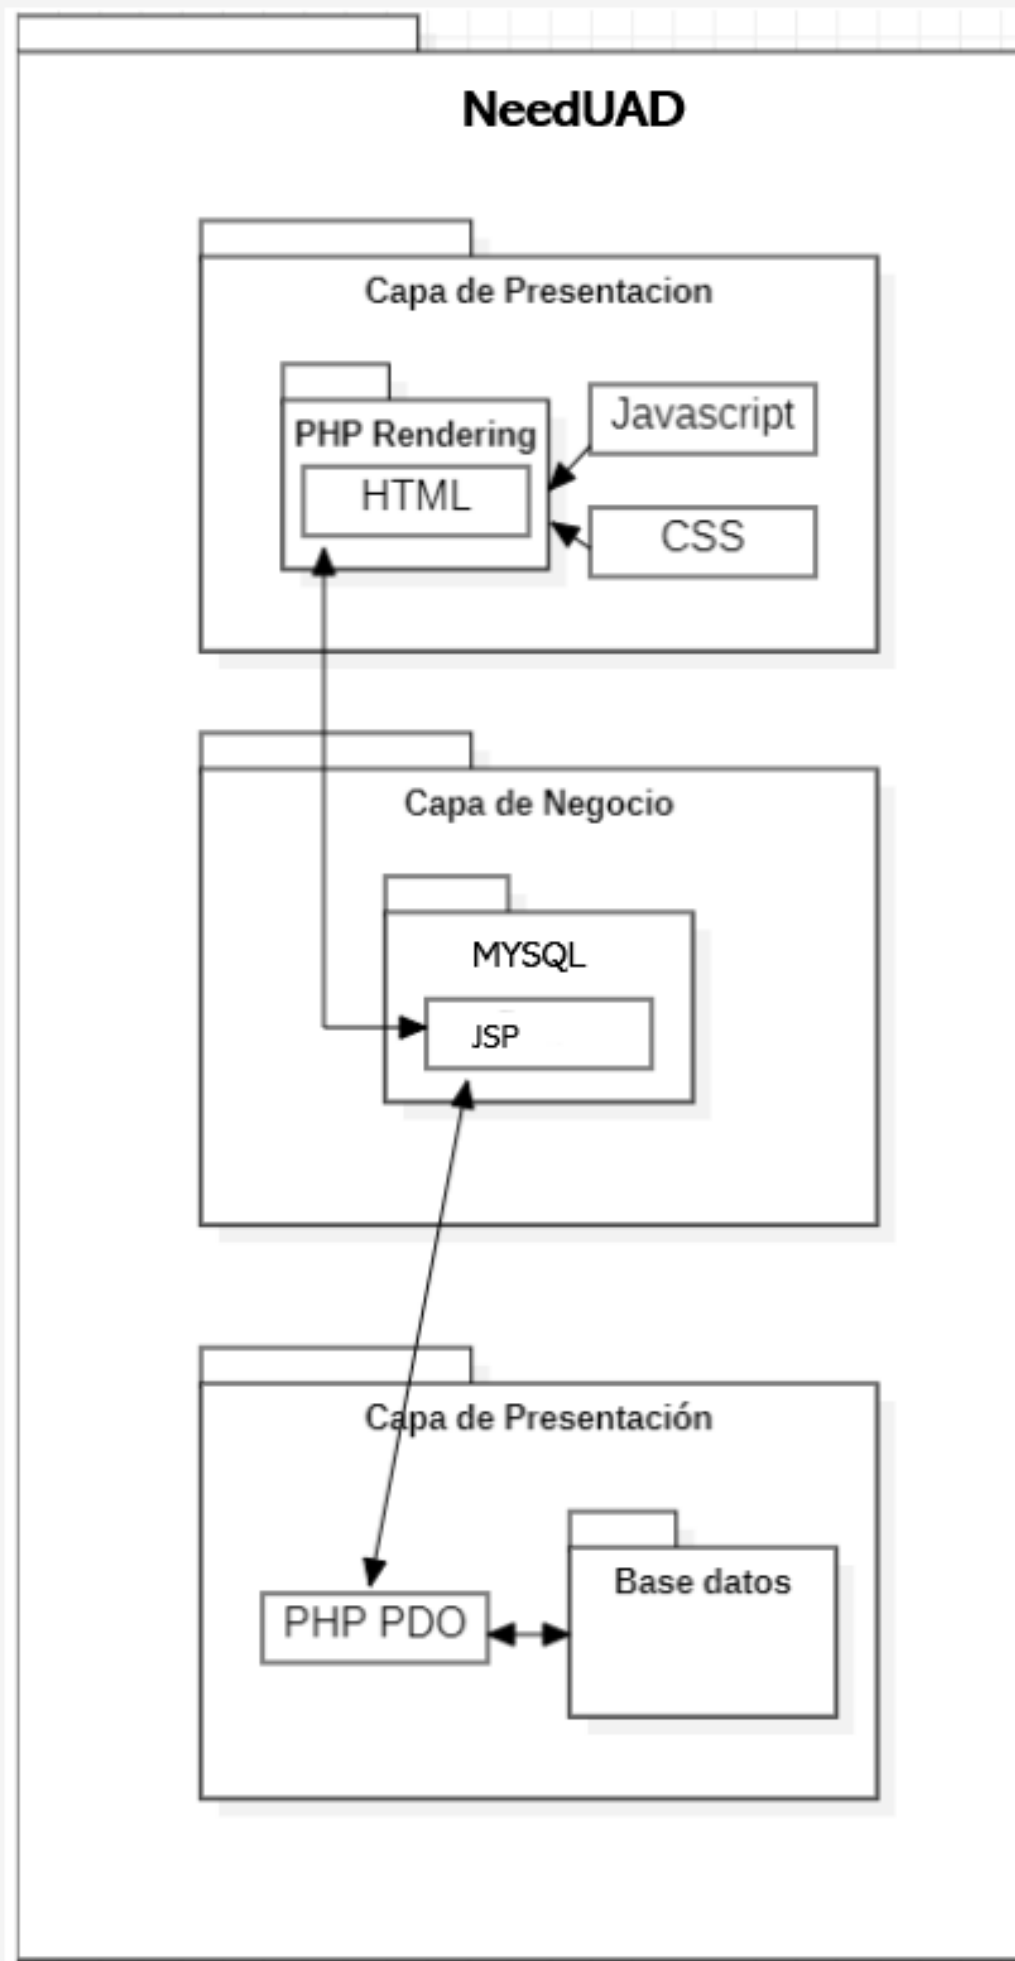 NeedUAD
Capa de Presentacion
PHP Rendering
HTML
Javascript
CSS
Capa de Negocio
MYSQL
JSP
Capa de Presentación
PHP PDO
Base datos